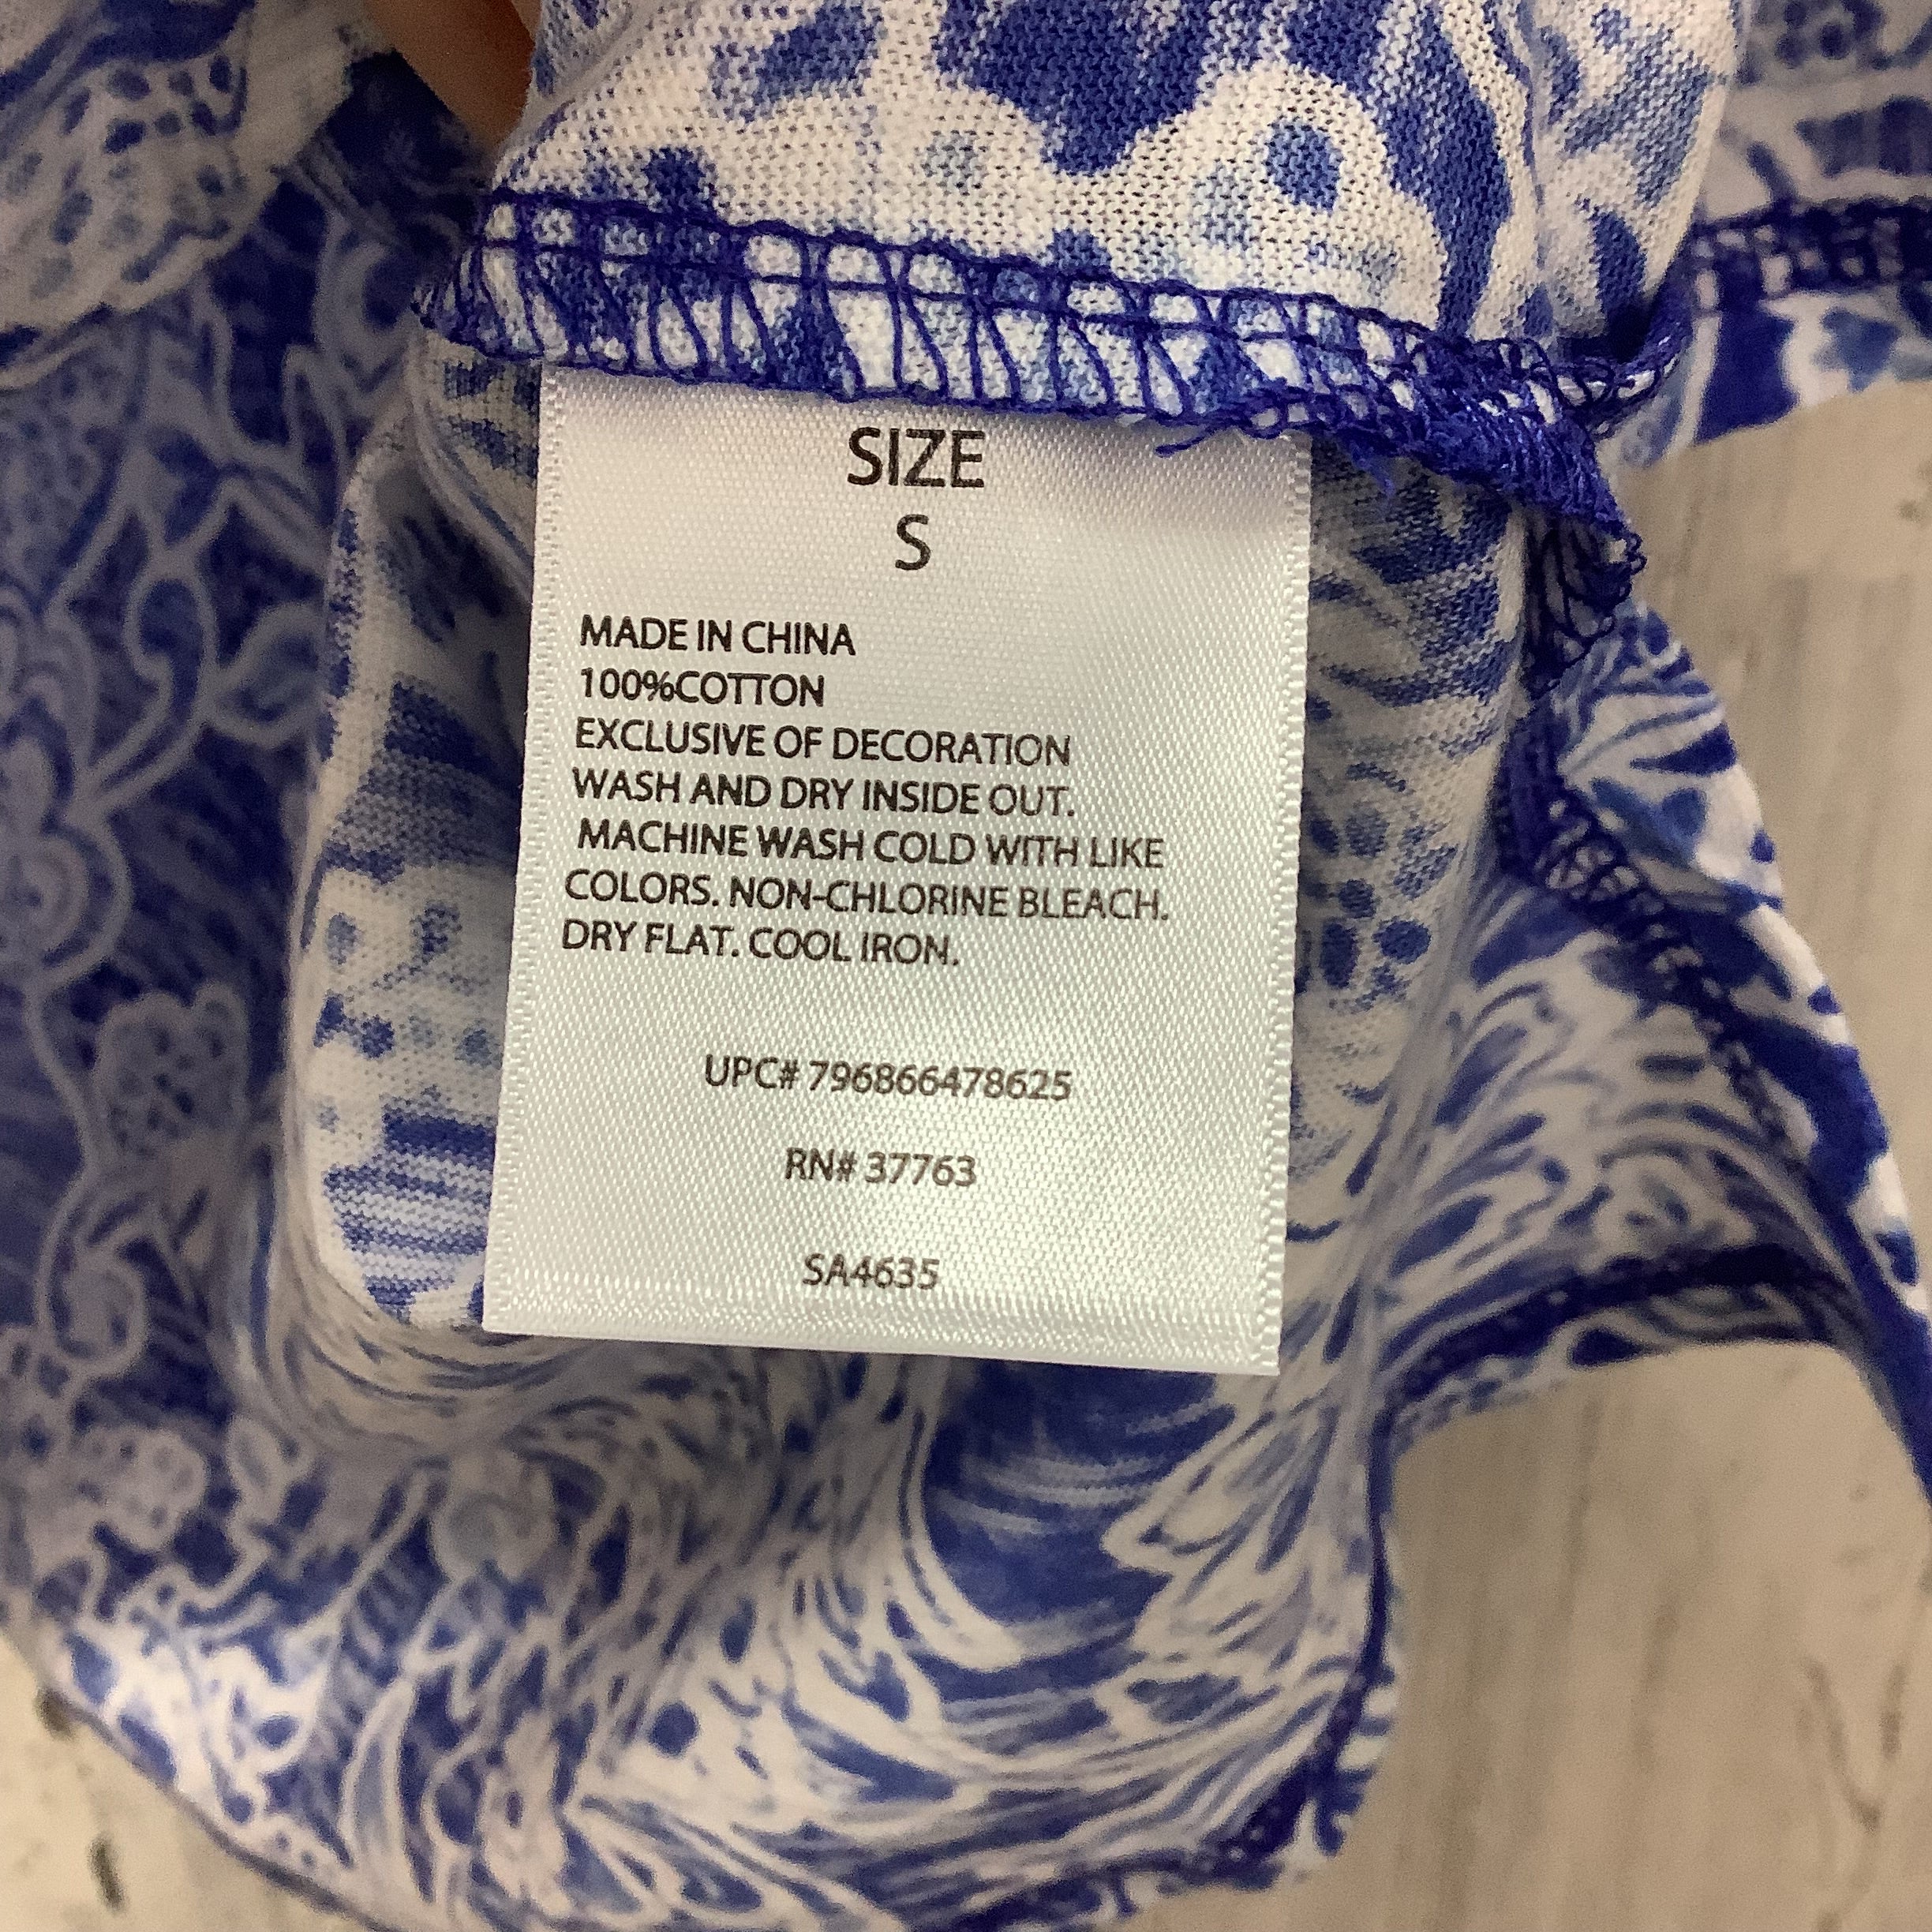 SIZE
S
MADE IN CHINA
100%COTTON
EXCLUSIVE OF DECORATION
WASH AND DRY INSIDE OUT.
MACHINE WASH COLD WITH LIKE
COLORS. NON-CHLORINE BLEACH.
DRY FLAT. COOL IRON.
UPC# 796866478625
RN# 37763
SA4635